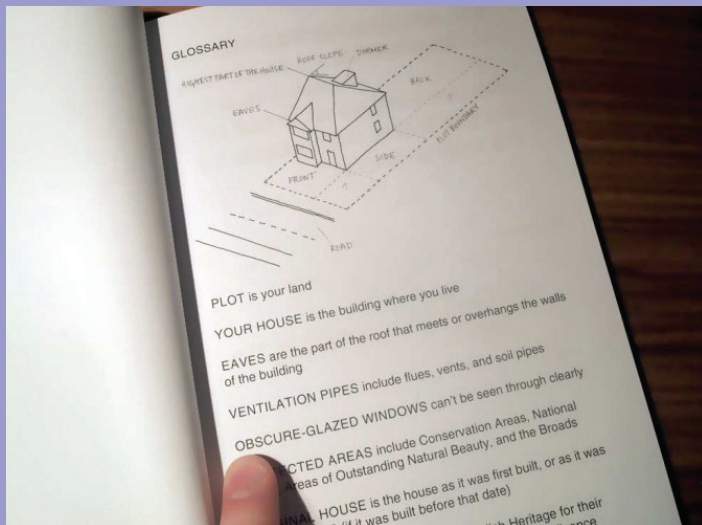 GLOSSARY
ROOF SLOPE
DORMER
HIGHEST PART OF THE HOUSE
BACK
EAVES
?
PLOT BOUNDARY
SIDE
FRONT
?
ROAD
PLOT is your land
YOUR HOUSE is the building where you live
EAVES are the part of the roof that meets or overhangs the walls
of the building
VENTILATION PIPES include flues, vents, and soil pipes
OBSCURE-GLAZED WINDOWS can't be seen through clearly
AREAS include Conservation Areas, National
Areas of Outstanding Natural Beauty, and the Broads
HOUSE is the house as it was first built, or as it was
(if it was built before that date)
Heritage for their